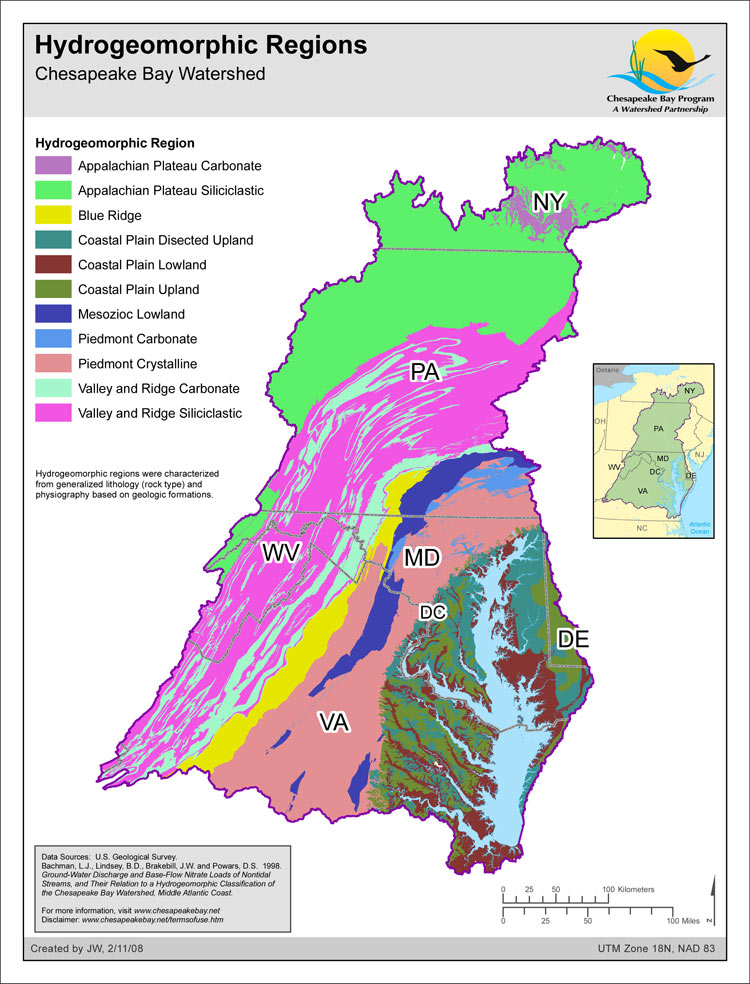 Hydrogeomorphic Regions
Chesapeake Bay Watershed
Chesapeake Bay Program
A Watershed Partnership
Hydrogeomorphic Region
Appalachian Plateau Carbonate
Appalachian Plateau Siliciclastic
Blue Ridge
Coastal Plain Disected Upland
Coastal Plain Lowland
Coastal Plain Upland
Mesozioc Lowland
Piedmont Carbonate
Piedmont Crystalline
Valley and Ridge Carbonate
Valley and Ridge Siliciclastic
Hydrogeomorphic regions were characterized
from generalized lithology (rock type) and
physiography based on geologic formations.
NY
PA
WV
MD
DC
DE
VA
Ontario
NY
OH
PA
NJ
WV
MD
DC
DE
VA
NC
Atlantic
Ocean
Data Sources: U.S. Geological Survey.
Bachman, L.J., Lindsey, B.D., Brakebill, J.W. and Powars, D.S. 1998.
Ground-Water Discharge and Base-Flow Nitrate Loads of Nontidal
Streams, and Their Relation to a Hydrogeomorphic Classification of
the Chesapeake Bay Watershed, Middle Atlantic Coast.
For more information, visit www.chesapeakebay.net
Disclaimer: www.chesapeakebay.net/termsofuse.htm
0 25 50 100 Kilometers
0 25 50 100 Miles
N
Created by JW, 2/11/08
UTM Zone 18N, NAD 83